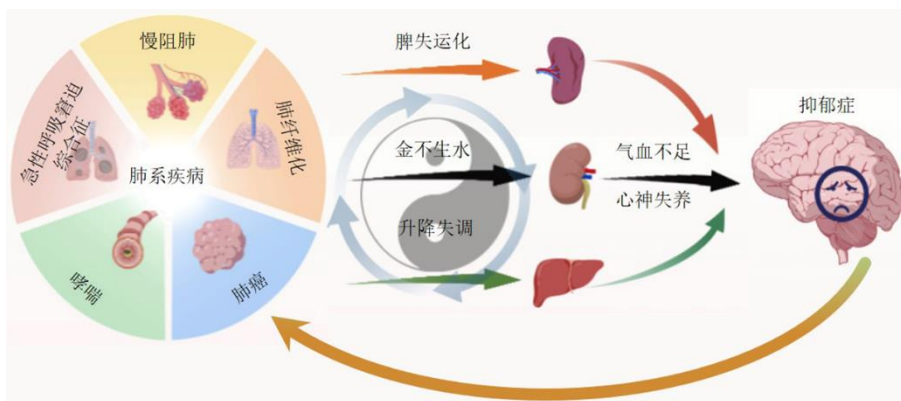 慢阻肺
急性呼吸窘迫
综合征
肺纤维化
肺系疾病
哮喘
肺癌
脾失运化
金不生水
升降失调
气血不足
心神失养
抑郁症